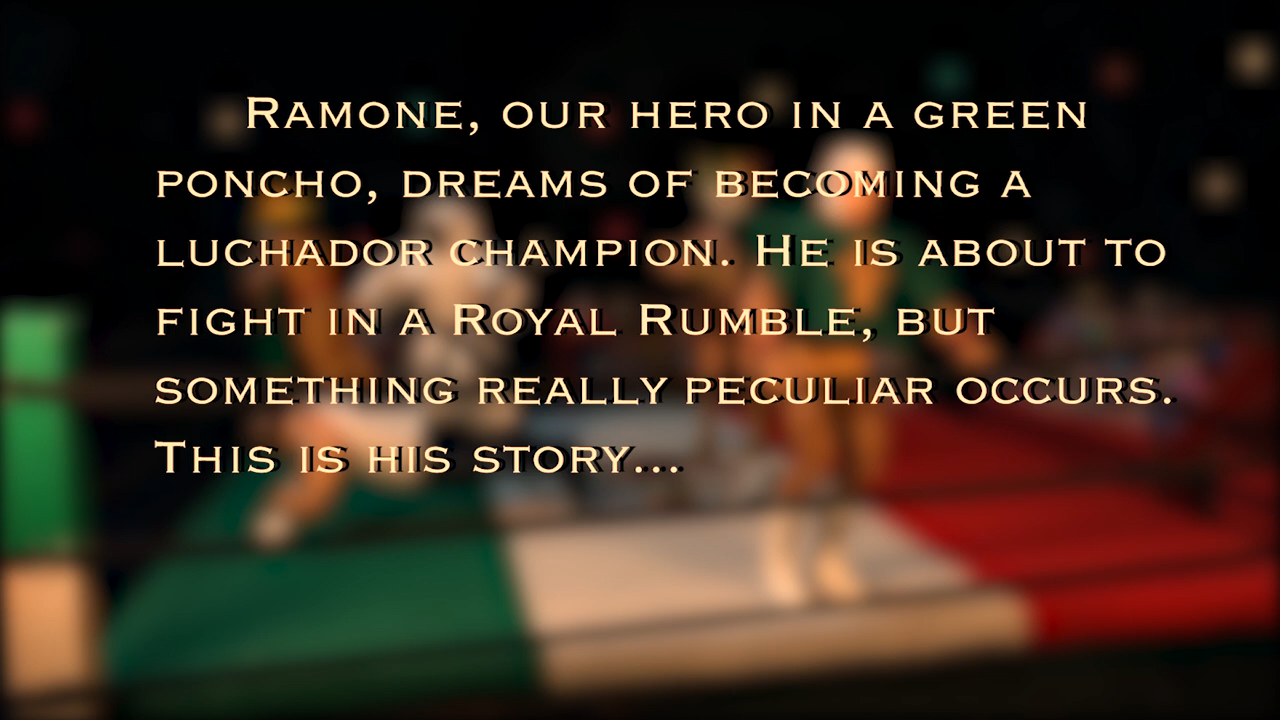 Ramone, our hero in a green
poncho, dreams of becoming a
luchador champion. He is about to
fight in a Royal Rumble, but
something really peculiar occurs.
This is his story...